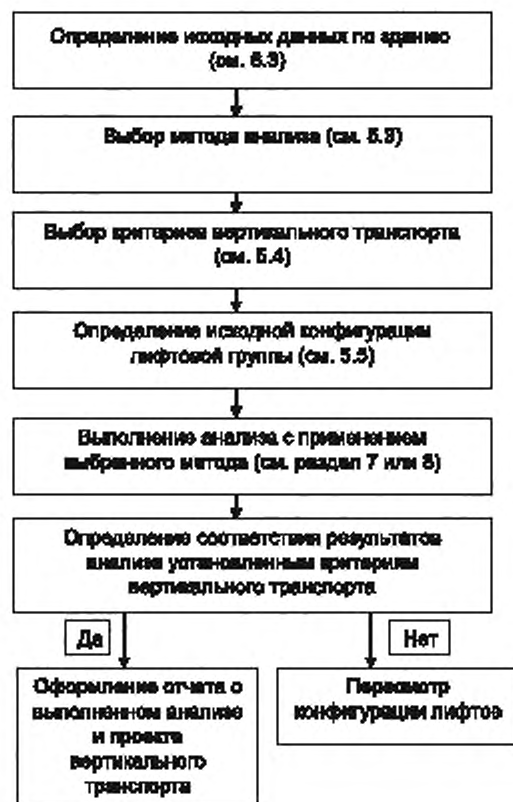 Определение исходных данных по зданию
(см. 5.3)
Выбор метода анализа (см. 5.3)
Выбор критериев вертикального транспорта
(см. 5.4)
Определение исходной конфигурации
лифтовой группы (см. 5.5)
Выполнение анализа с применением
выбранного метода (см. раздел 7 или 8)
Определение соответствия результатов
анализа установленным критериям
вертикального транспорта
Да
Нет
Оформление отчета о
выполненном анализе
и проекта
вертикального
транспорта
Пересмотр
конфигурации лифтов